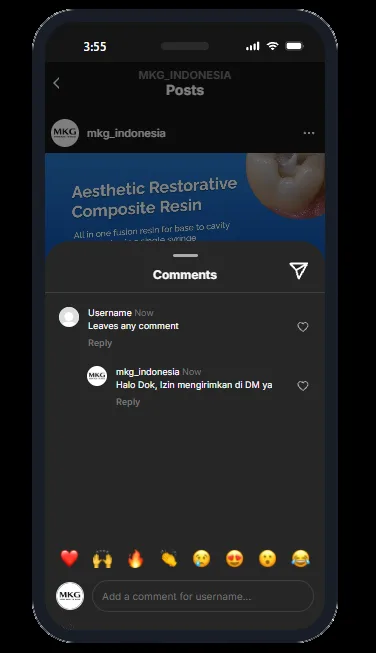 3:55
MKG_INDONESIA
Posts
MKG
mkg_indonesia
Aesthetic Restorative
Composite Resin
All in one fusion resin for base to cavity
single syringe
Comments
Username Now
Leaves any comment
Reply
MKG
mkg_indonesia Now
Halo Dok, Izin mengirimkan di DM ya
Reply
MKG
Add a comment for username...